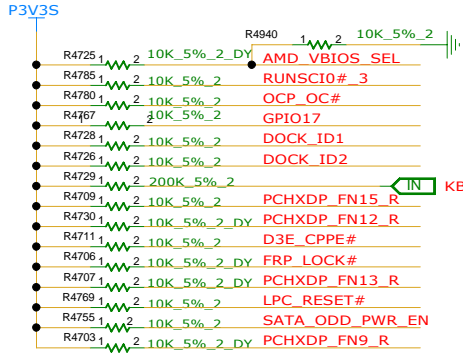 P3V3S
R4940 1 2 10K_5%_2
R4725 1 2 10K_5%_2_DY AMD_VBIOS_SEL
R4785 1 2 10K_5%_2 RUNSCI0#_3
R4780 1 2 10K_5%_2 OCP_OC#
R4767 1 2 10K_5%_2 GPIO17
R4728 1 2 10K_5%_2 DOCK_ID1
R4726 1 2 10K_5%_2 DOCK_ID2
R4729 1 2 200K_5%_2 IN KB
R4709 1 2 10K_5%_2 PCHXDP_FN15_R
R4730 1 2 10K_5%_2_DY PCHXDP_FN12_R
R4711 1 2 10K_5%_2 D3E_CPPE#
R4706 1 2 10K_5%_2_DY FRP_LOCK#
R4707 1 2 10K_5%_2_DY PCHXDP_FN13_R
R4769 1 2 10K_5%_2 LPC_RESET#
R4755 1 2 10K_5%_2 SATA_ODD_PWR_EN
R4703 1 2 10K_5%_2_DY PCHXDP_FN9_R